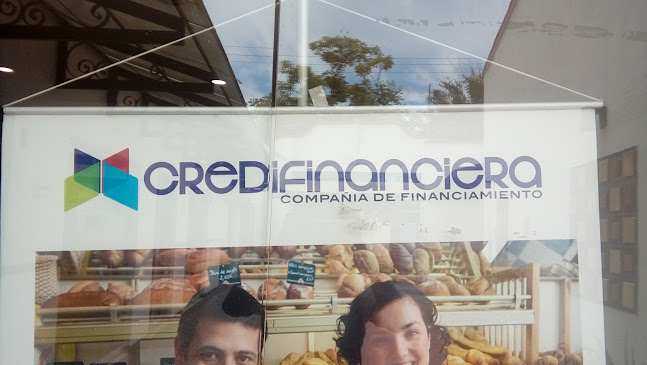 CREDIFINANCIERA
COMPAÑIA DE FINANCIAMIENTO